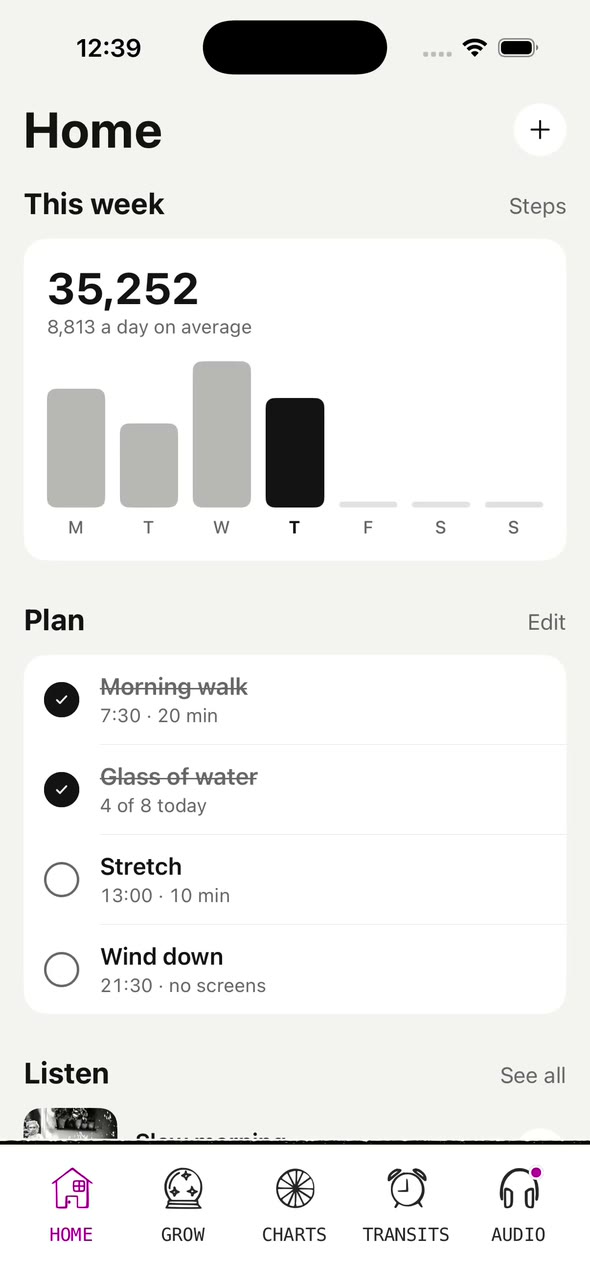 12:39
Home
This week
Steps
35,252
8,813 a day on average
M T W T F S S
Plan
Edit
Morning walk
7:30 · 20 min
Glass of water
4 of 8 today
Stretch
13:00 · 10 min
Wind down
21:30 · no screens
Listen
See all
Slow morning
HOME GROW CHARTS TRANSITS AUDIO